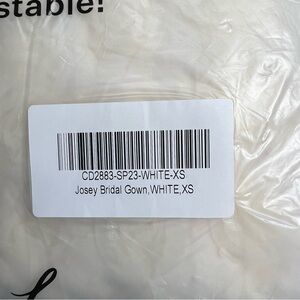 stable!
CD2883-SP23-WHITE-XS
Josey Bridal Gown,WHITE,XS